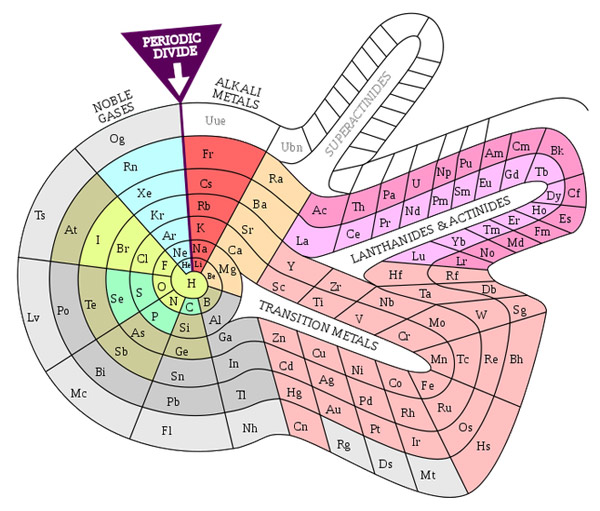 PERIODIC
DIVIDE
NOBLE
GASES
ALKALI
METALS
SUPERACTINIDES
LANTHANIDES & ACTINIDES
TRANSITION METALS
Og
Uue
Ubn
Rn
Fr
Ra
Xe
Cs
Ba
Kr
Rb
Sr
Ar
K
Ca
Ne
Na
Mg
He
Li
Be
H
Ts
At
I
Br
Cl
F
Lv
Po
Te
Se
S
O
Mc
Bi
Sb
As
P
N
Fl
Pb
Sn
Ge
Si
C
Nh
Tl
In
Ga
Al
B
Ac
Th
Pa
U
Np
Pu
Am
Cm
Bk
Cf
Es
Fm
Md
No
Lr
La
Ce
Pr
Nd
Pm
Sm
Eu
Gd
Tb
Dy
Ho
Er
Tm
Yb
Lu
Y
Sc
Ti
Zr
Hf
Rf
V
Nb
Ta
Db
Cr
Mo
W
Sg
Mn
Tc
Re
Bh
Fe
Ru
Os
Hs
Co
Rh
Ir
Mt
Ni
Pd
Pt
Ds
Cu
Ag
Au
Rg
Zn
Cd
Hg
Cn